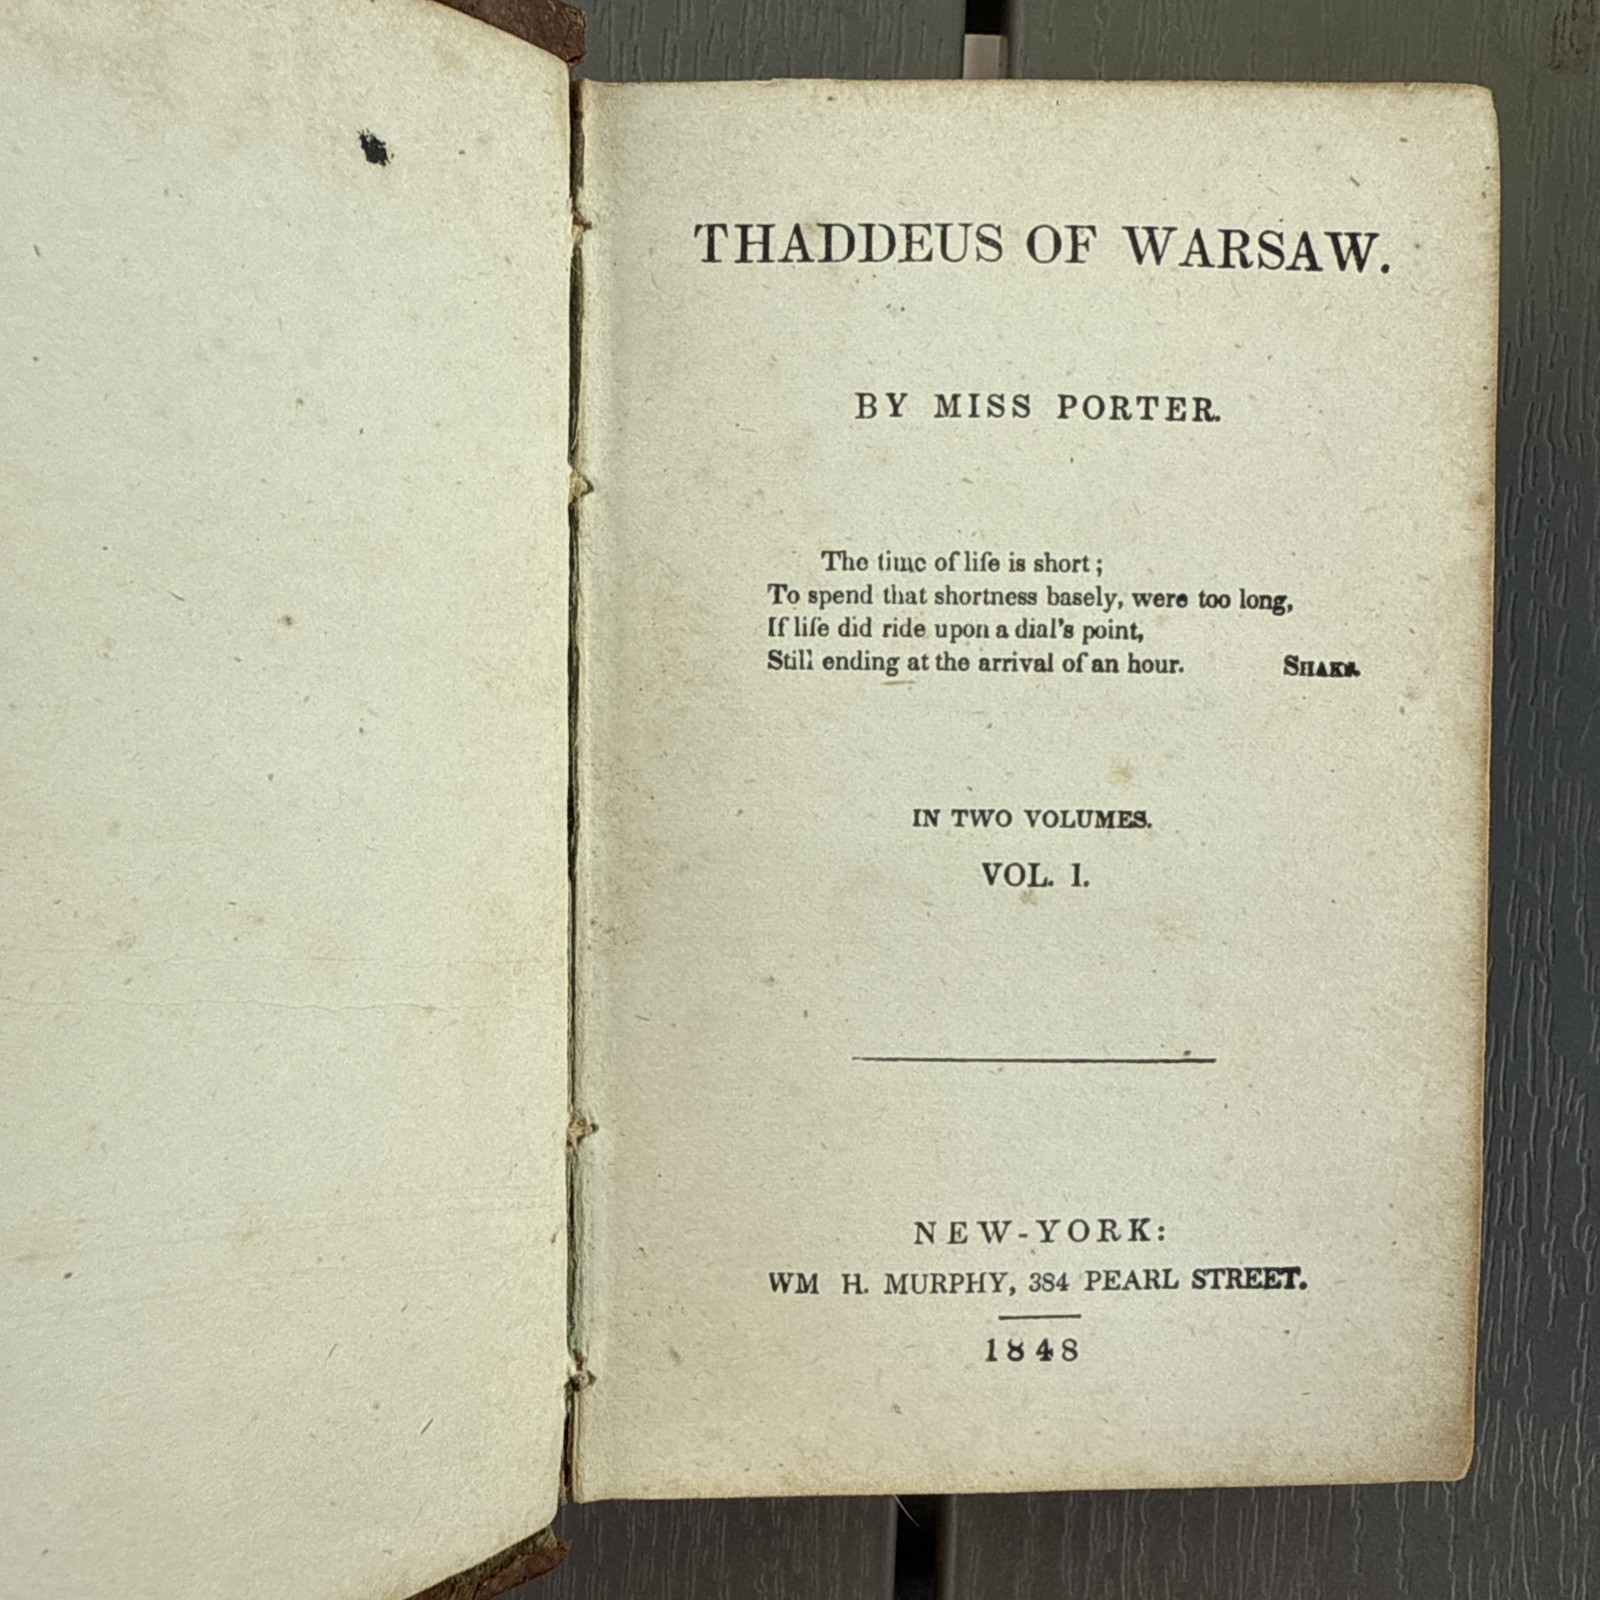 THADDEUS OF WARSAW.
BY MISS PORTER.
The time of life is short;
To spend that shortness basely, were too long,
If life did ride upon a dial's point,
Still ending at the arrival of an hour. SHAKS.
IN TWO VOLUMES.
VOL. 1.
NEW-YORK:
WM H. MURPHY, 384 PEARL STREET.
1848